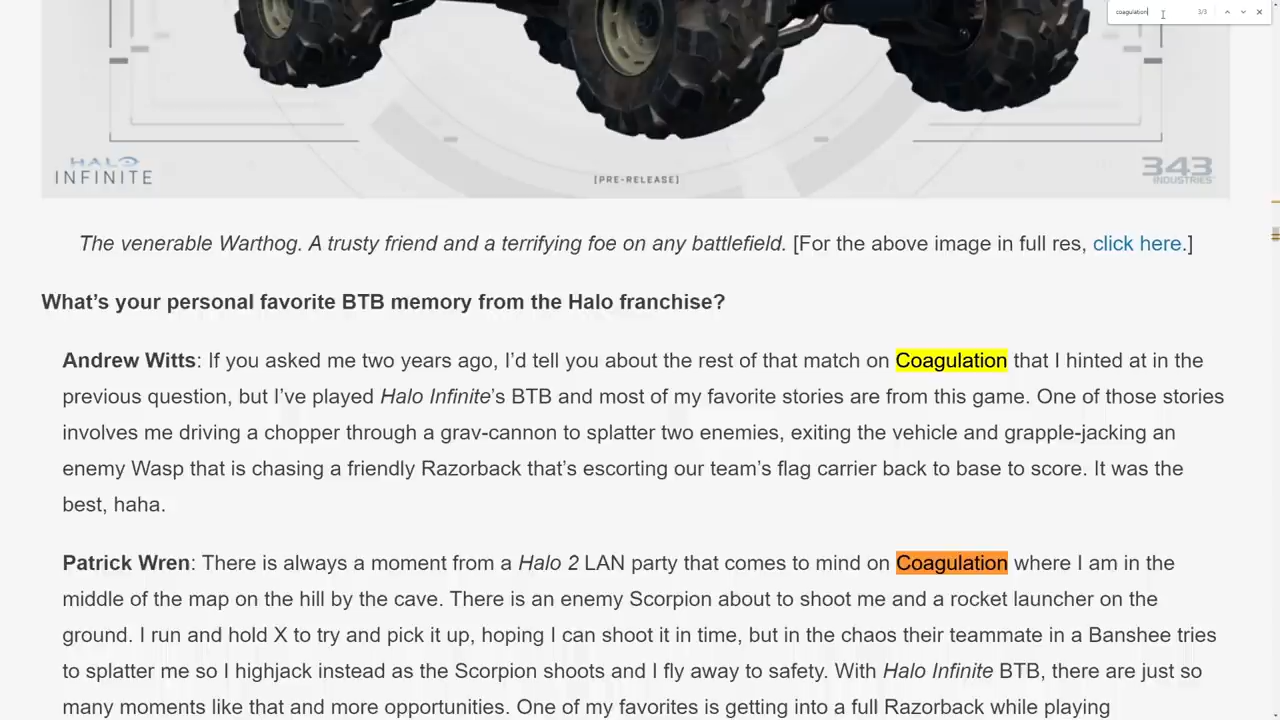 coagulation 3/3
HALO
INFINITE
[PRE-RELEASE]
343
INDUSTRIES
The venerable Warthog. A trusty friend and a terrifying foe on any battlefield. [For the above image in full res, click here.]
What’s your personal favorite BTB memory from the Halo franchise?
Andrew Witts: If you asked me two years ago, I’d tell you about the rest of that match on Coagulation that I hinted at in the
previous question, but I’ve played Halo Infinite’s BTB and most of my favorite stories are from this game. One of those stories
involves me driving a chopper through a grav-cannon to splatter two enemies, exiting the vehicle and grapple-jacking an
enemy Wasp that is chasing a friendly Razorback that’s escorting our team’s flag carrier back to base to score. It was the
best, haha.
Patrick Wren: There is always a moment from a Halo 2 LAN party that comes to mind on Coagulation where I am in the
middle of the map on the hill by the cave. There is an enemy Scorpion about to shoot me and a rocket launcher on the
ground. I run and hold X to try and pick it up, hoping I can shoot it in time, but in the chaos their teammate in a Banshee tries
to splatter me so I highjack instead as the Scorpion shoots and I fly away to safety. With Halo Infinite BTB, there are just so
many moments like that and more opportunities. One of my favorites is getting into a full Razorback while playing